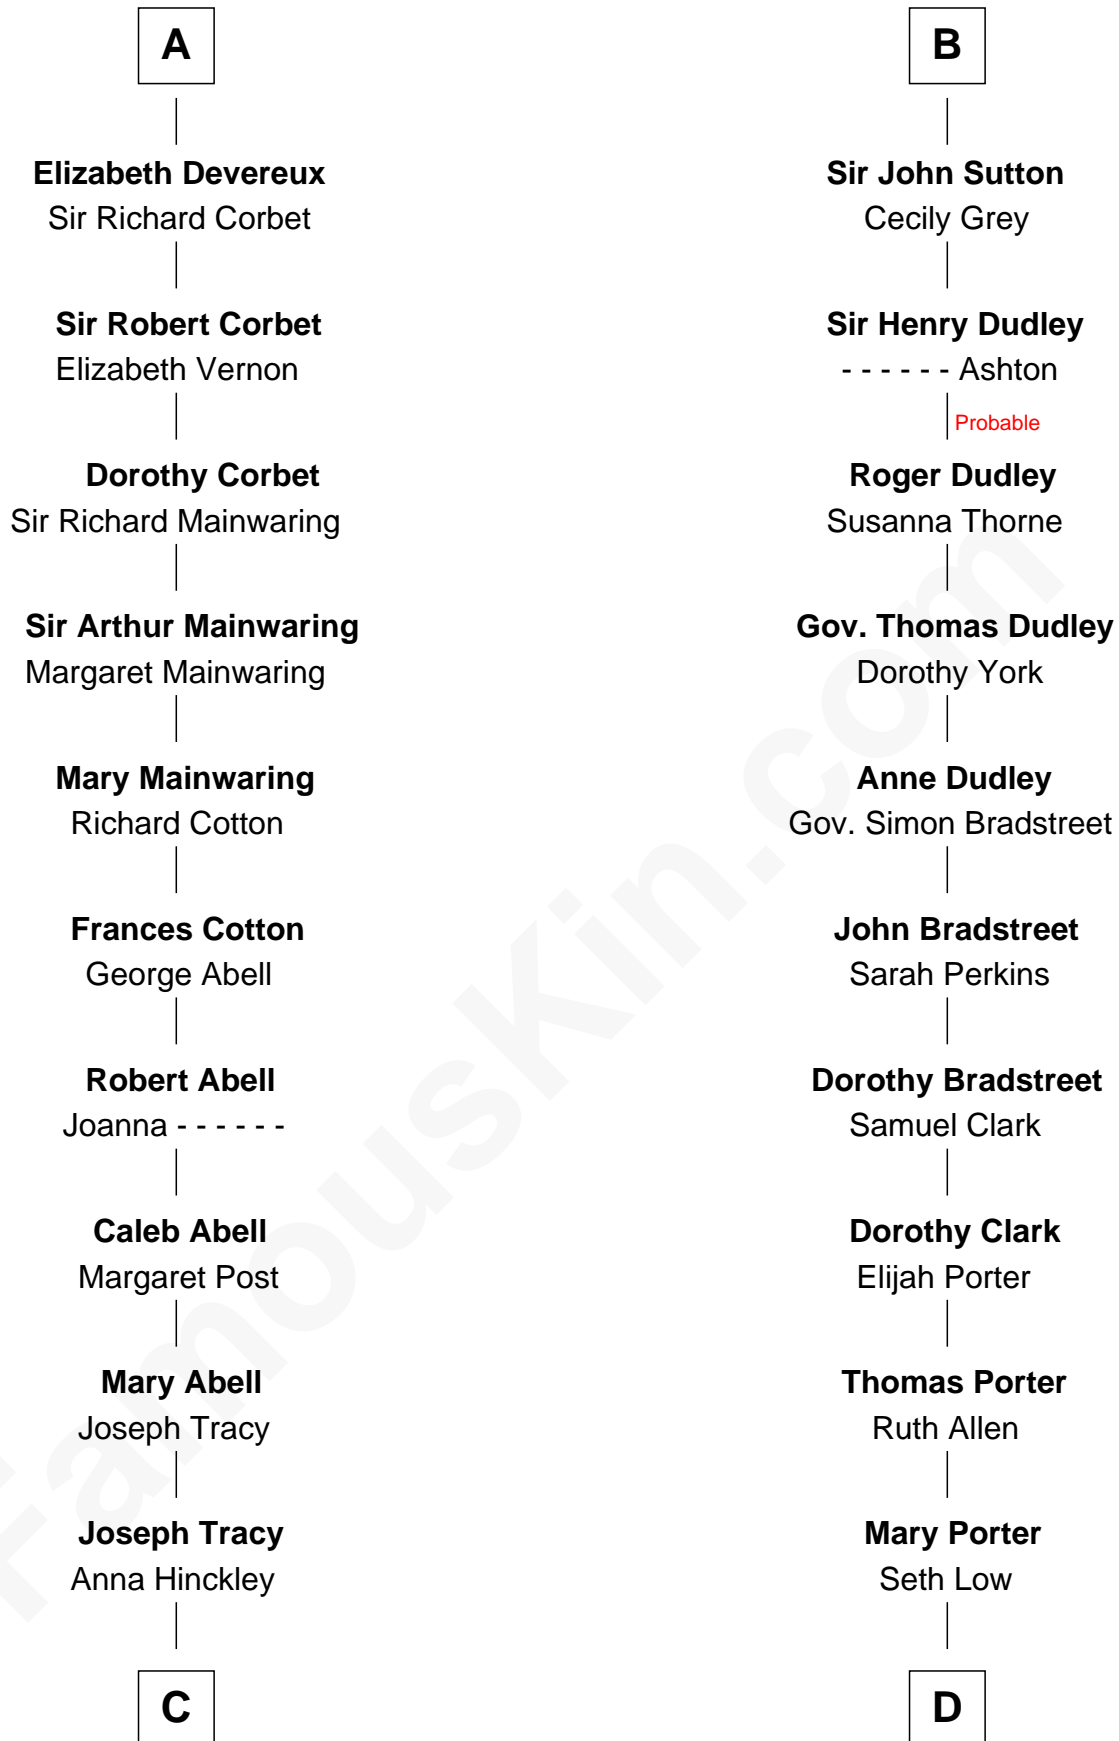 A
Elizabeth Devereux
Sir Richard Corbet
Sir Robert Corbet
Elizabeth Vernon
Dorothy Corbet
Sir Richard Mainwaring
Sir Arthur Mainwaring
Margaret Mainwaring
Mary Mainwaring
Richard Cotton
Frances Cotton
George Abell
Robert Abell
Joanna - - - - - -
Caleb Abell
Margaret Post
Mary Abell
Joseph Tracy
Joseph Tracy
Anna Hinckley
C
B
Sir John Sutton
Cecily Grey
Sir Henry Dudley
- - - - - - Ashton
Probable
Roger Dudley
Susanna Thorne
Gov. Thomas Dudley
Dorothy York
Anne Dudley
Gov. Simon Bradstreet
John Bradstreet
Sarah Perkins
Dorothy Bradstreet
Samuel Clark
Dorothy Clark
Elijah Porter
Thomas Porter
Ruth Allen
Mary Porter
Seth Low
D
FamousKin.com